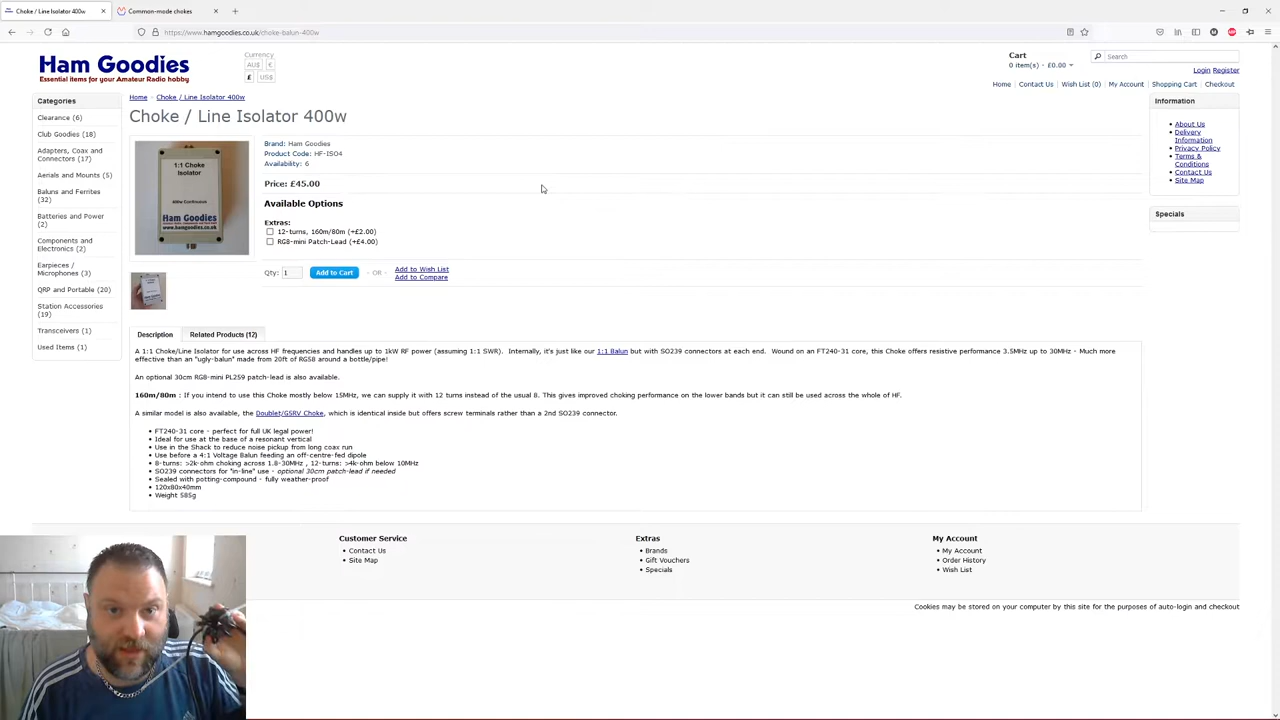 Choke / Line Isolator 400w
Common-mode chokes
https://www.hamgoodies.co.uk/choke-balun-400w
Ham Goodies
Essential items for your Amateur Radio hobby
Currency
AU$ €
£ US$
Cart
0 item(s) - £0.00
Search
Login Register
Home Contact Us Wish List (0) My Account Shopping Cart Checkout
Categories
Clearance (6)
Club Goodies (18)
Adapters, Coax and
Connectors (17)
Aerials and Mounts (5)
Baluns and Ferrites
(32)
Batteries and Power
(2)
Components and
Electronics (2)
Earpieces /
Microphones (3)
QRP and Portable (20)
Station Accessories
(19)
Transceivers (1)
Used Items (1)
Home » Choke / Line Isolator 400w
Choke / Line Isolator 400w
1:1 Choke
Isolator
400w Continuous
Ham Goodies
www.hamgoodies.co.uk
Brand: Ham Goodies
Product Code: HF-ISO4
Availability: 6
Price: £45.00
Available Options
Extras:
12-turns, 160m/80m (+£2.00)
RG8-mini Patch-Lead (+£4.00)
Qty: 1 Add to Cart - OR - Add to Wish List
Add to Compare
Description Related Products (12)
A 1:1 Choke/Line Isolator for use across HF frequencies and handles up to 1kW RF power (assuming 1:1 SWR). Internally, it's just like our 1:1 Balun but with SO239 connectors at each end. Wound on an FT240-31 core, this Choke offers resistive performance 3.5MHz up to 30MHz - Much more
effective than an "ugly-balun" made from 20ft of RG58 around a bottle/pipe!
An optional 30cm RG8-mini PL259 patch-lead is also available.
160m/80m : If you intend to use this Choke mostly below 15MHz, we can supply it with 12 turns instead of the usual 8. This gives improved choking performance on the lower bands but it can still be used across the whole of HF.
A similar model is also available, the Doublet/G5RV Choke, which is identical inside but offers screw terminals rather than a 2nd SO239 connector.
FT240-31 core - perfect for full UK legal power!
Ideal for use at the base of a resonant vertical
Use in the Shack to reduce noise pickup from long coax run
Use before a 4:1 Voltage Balun feeding an off-centre-fed dipole
8-turns: >2k-ohm choking across 1.8-30MHz , 12-turns: >4k-ohm below 10MHz
SO239 connectors for "in-line" use - optional 30cm patch-lead if needed
Sealed with potting-compound - fully weather-proof
120x80x40mm
Weight 585g
Information
About Us
Delivery
Information
Privacy Policy
Terms &
Conditions
Contact Us
Site Map
Specials
Customer Service
Contact Us
Site Map
Extras
Brands
Gift Vouchers
Specials
My Account
My Account
Order History
Wish List
Cookies may be stored on your computer by this site for the purposes of auto-login and checkout